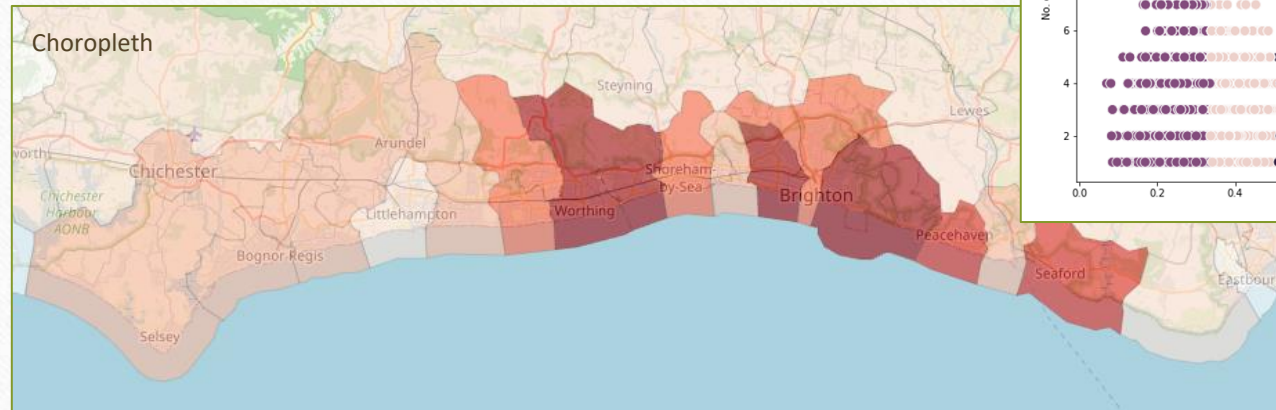 Choropleth
Steyning
Lewes
Arundel
Chichester
Shoreham-
by-Sea
Chichester
Harbour
AONB
Brighton
Littlehampton
Worthing
Peacehaven
Bognor Regis
Seaford
Selsey
No.
6
4
2
0.0
0.2
0.4